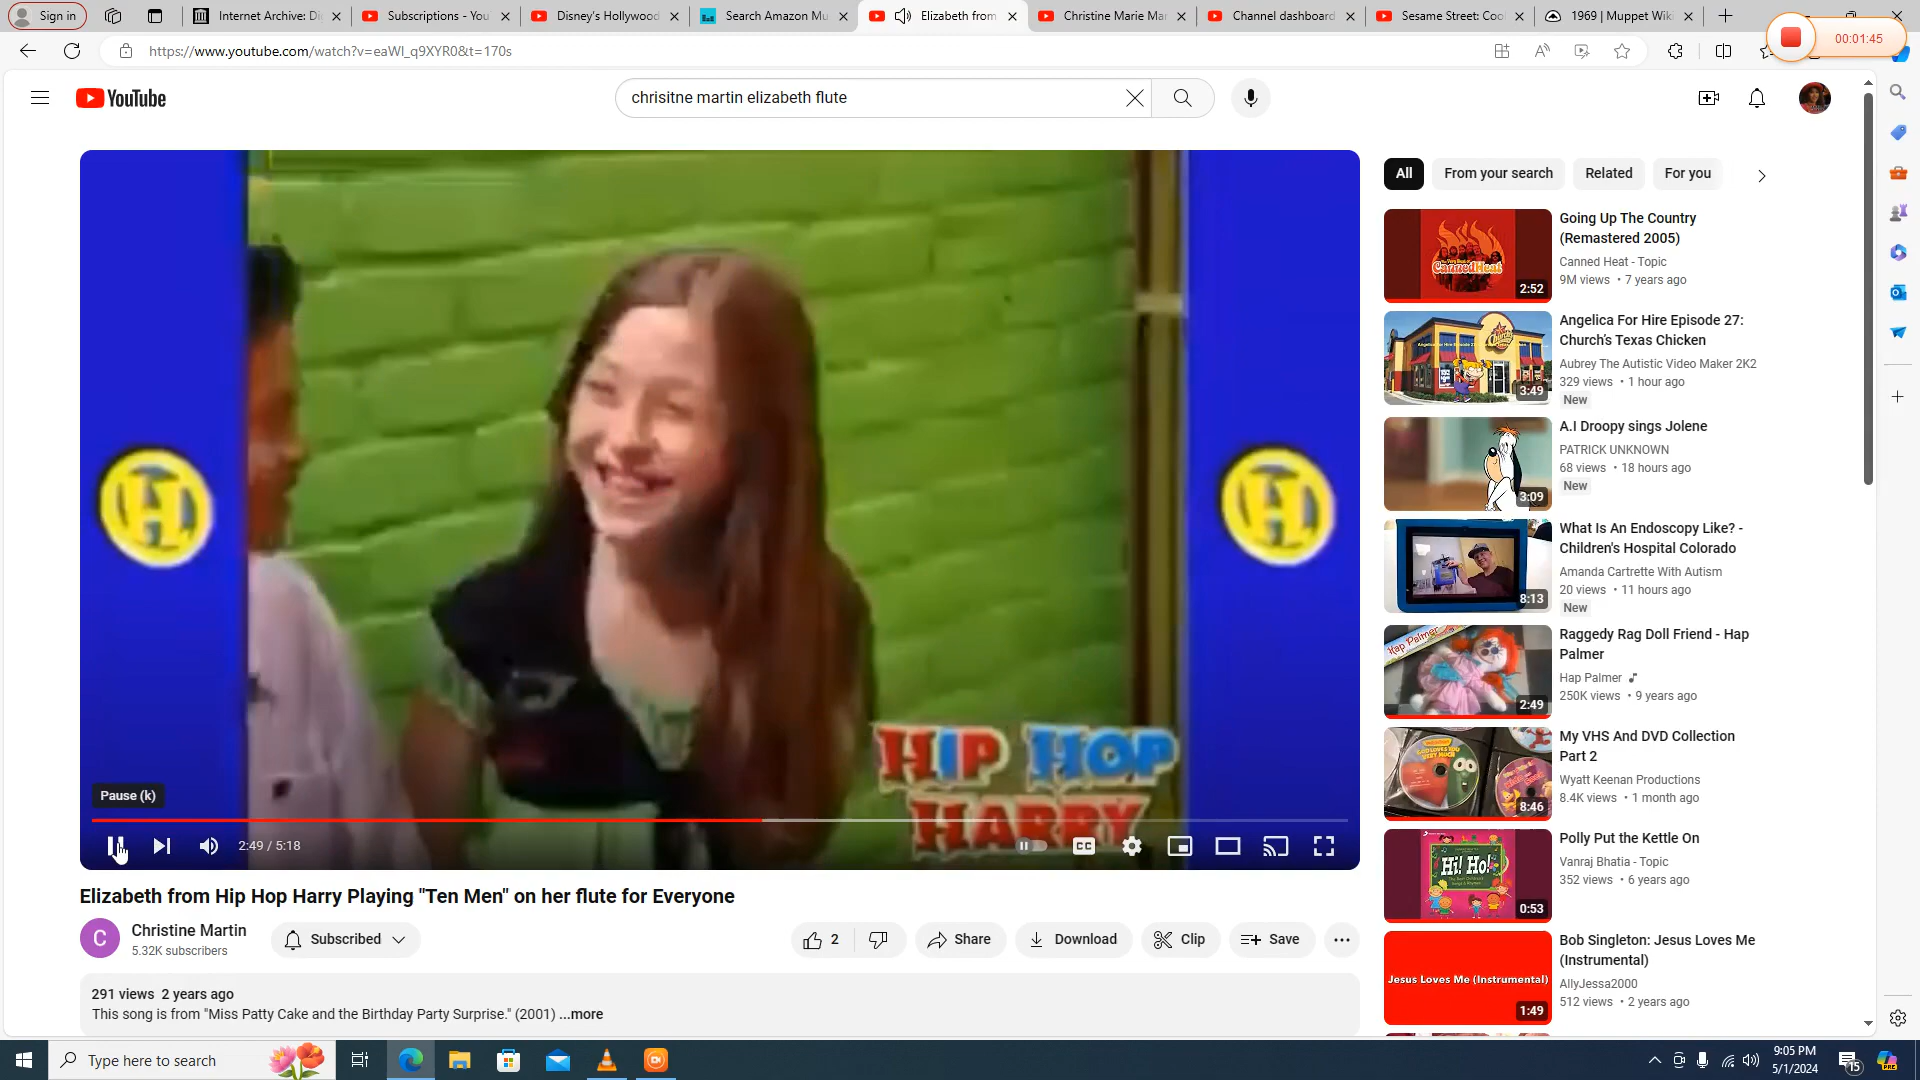 Sign in
Internet Archive: Di
Subscriptions - You
Disney's Hollywood
Search Amazon Mu
Elizabeth from
Christine Marie Mar
Channel dashboard
Sesame Street: Coo
1969 | Muppet Wiki
https://www.youtube.com/watch?v=eaWI_q9XYR0&t=170s
00:01:45
YouTube
chrisitne martin elizabeth flute
All
From your search
Related
For you
H
H
HIP HOP
HARRY
Pause (k)
2:49 / 5:18
CC
Elizabeth from Hip Hop Harry Playing "Ten Men" on her flute for Everyone
C
Christine Martin
5.32K subscribers
Subscribed
2
Share
Download
Clip
Save
291 views 2 years ago
This song is from "Miss Patty Cake and the Birthday Party Surprise." (2001) ...more
Canned Heat
2:52
Going Up The Country
(Remastered 2005)
Canned Heat - Topic
9M views • 7 years ago
3:49
Angelica For Hire Episode 27:
Church's Texas Chicken
Aubrey The Autistic Video Maker 2K2
329 views • 1 hour ago
New
3:09
A.I Droopy sings Jolene
PATRICK UNKNOWN
68 views • 18 hours ago
New
8:13
What Is An Endoscopy Like? -
Children's Hospital Colorado
Amanda Cartrette With Autism
20 views • 11 hours ago
New
Hap Palmer
2:49
Raggedy Rag Doll Friend - Hap
Palmer
Hap Palmer
250K views • 9 years ago
8:46
My VHS And DVD Collection
Part 2
Wyatt Keenan Productions
8.4K views • 1 month ago
Hi! Ho!
0:53
Polly Put the Kettle On
Vanraj Bhatia - Topic
352 views • 6 years ago
Jesus Loves Me (Instrumental)
1:49
Bob Singleton: Jesus Loves Me
(Instrumental)
AllyJessa2000
512 views • 2 years ago
Type here to search
9:05 PM
5/1/2024
15
PRE